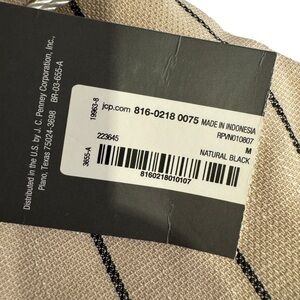 Distributed in the U.S. by J. C. Penney Corporation, Inc.,
Plano, Texas 75024-3698 BR-03-655-A
19963-8
jcp.com 816-0218 0075 MADE IN INDONESIA
RPVN010807
223645
M
NATURAL BLACK
3655-A
8160218010107